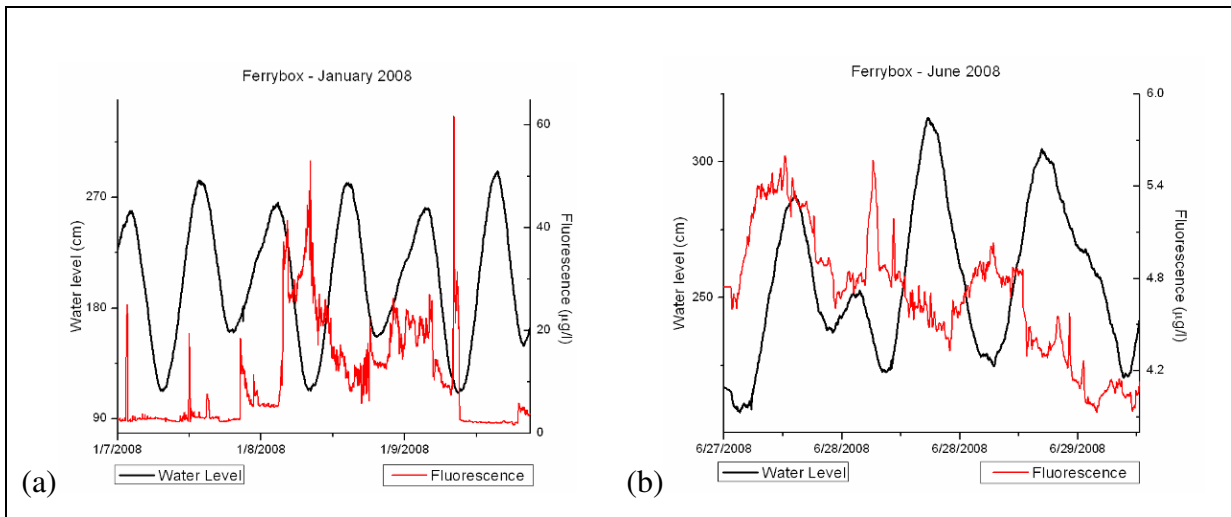 Ferrybox - January 2008
Water level (cm)
270
180
90
60
40
20
0
Fluorescence (µg/l)
1/7/2008
1/8/2008
1/9/2008
Water Level
Fluorescence
(a)
Ferrybox - June 2008
Water level (cm)
300
250
6.0
5.4
4.8
4.2
Fluorescence (µg/l)
6/27/2008
6/28/2008
6/28/2008
6/29/2008
Water Level
Fluorescence
(b)